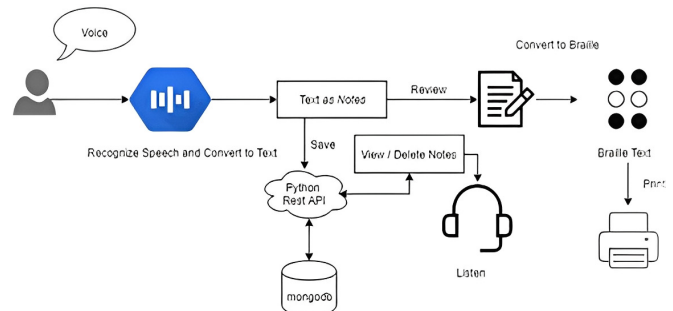 Voice
Convert to Braille
Text as Notes
Review
Recognize Speech and Convert to Text
Save
View / Delete Notes
Braille Text
Python
Rest API
Print
Listen
mongodb